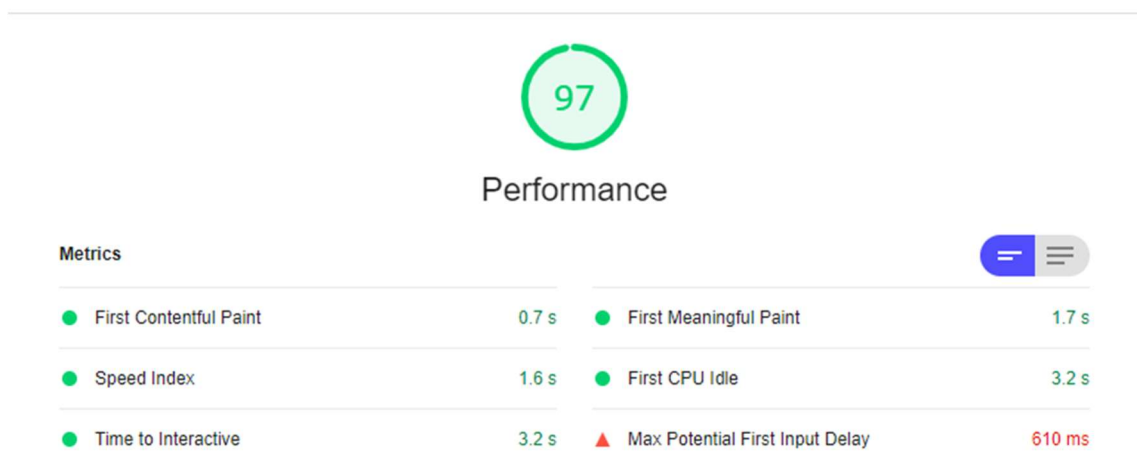 97
Performance
Metrics
First Contentful Paint 0.7 s
First Meaningful Paint 1.7 s
Speed Index 1.6 s
First CPU Idle 3.2 s
Time to Interactive 3.2 s
Max Potential First Input Delay 610 ms